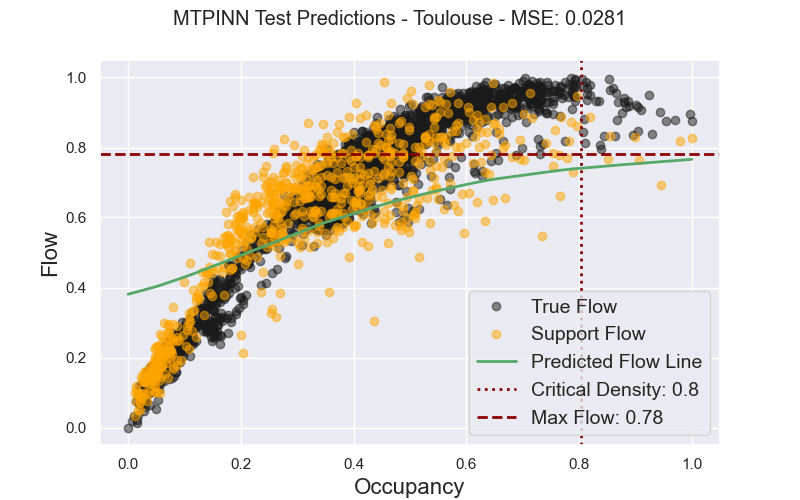 MTPINN Test Predictions - Toulouse - MSE: 0.0281
1.0
0.8
0.6
0.4
0.2
0.0
Flow
True Flow
Support Flow
Predicted Flow Line
Critical Density: 0.8
Max Flow: 0.78
0.0 0.2 0.4 0.6 0.8 1.0
Occupancy